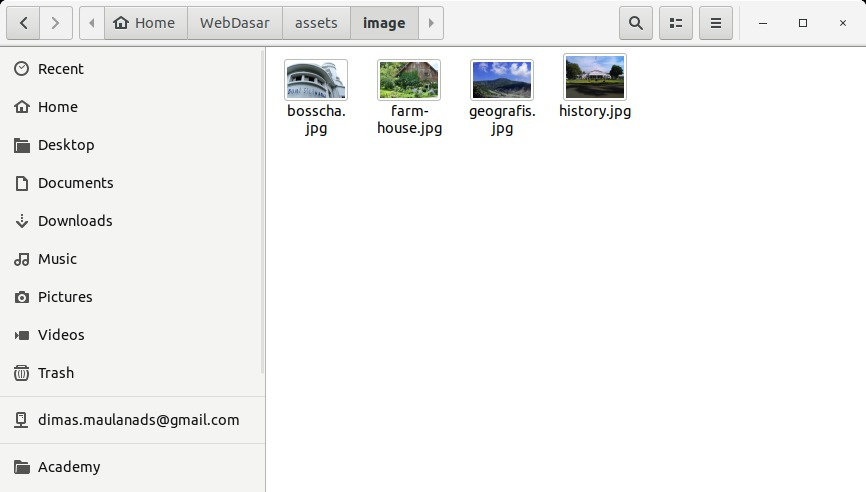 Home
WebDasar
assets
image
Recent
Home
Desktop
Documents
Downloads
Music
Pictures
Videos
Trash
dimas.maulanads@gmail.com
Academy
bosscha.
jpg
farm-
house.jpg
geografis.
jpg
history.jpg